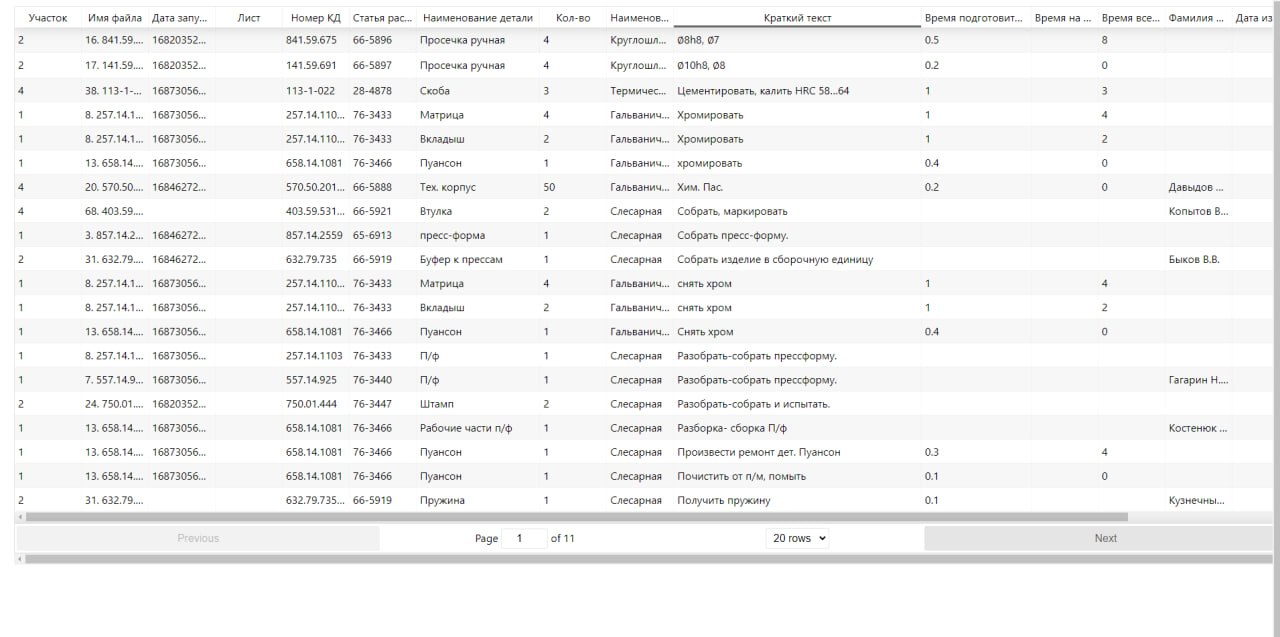 Участок Имя файла Дата запу... Лист Номер КД Статья рас... Наименование детали Кол-во Наименов... Краткий текст Время подготовит... Время на ... Время все... Фамилия ... Дата из
2 16. 841.59.... 16820352... 841.59.675 66-5896 Просечка ручная 4 Круглошл... Ø8h8, Ø7 0.5 8
2 17. 141.59.... 16820352... 141.59.691 66-5897 Просечка ручная 4 Круглошл... Ø10h8, Ø8 0.2 0
4 38. 113-1-... 16873056... 113-1-022 28-4878 Скоба 3 Термичес... Цементировать, калить HRC 58...64 1 3
1 8. 257.14.1... 16873056... 257.14.110... 76-3433 Матрица 4 Гальванич... Хромировать 1 4
1 8. 257.14.1... 16873056... 257.14.110... 76-3433 Вкладыш 2 Гальванич... Хромировать 1 2
1 13. 658.14.... 16873056... 658.14.1081 76-3466 Пуансон 1 Гальванич... хромировать 0.4 0
4 20. 570.50.... 16846272... 570.50.201... 66-5888 Тех. корпус 50 Гальванич... Хим. Пас. 0.2 0 Давыдов ...
4 68. 403.59.... 403.59.531... 66-5921 Втулка 2 Слесарная Собрать, маркировать Копытов В...
1 3. 857.14.2... 16846272... 857.14.2559 65-6913 пресс-форма 1 Слесарная Собрать пресс-форму.
2 31. 632.79.... 16846272... 632.79.735 66-5919 Буфер к прессам 1 Слесарная Собрать изделие в сборочную единицу Быков В.В.
1 8. 257.14.1... 16873056... 257.14.110... 76-3433 Матрица 4 Гальванич... снять хром 1 4
1 8. 257.14.1... 16873056... 257.14.110... 76-3433 Вкладыш 2 Гальванич... снять хром 1 2
1 13. 658.14.... 16873056... 658.14.1081 76-3466 Пуансон 1 Гальванич... Снять хром 0.4 0
1 8. 257.14.1... 16873056... 257.14.1103 76-3433 П/ф 1 Слесарная Разобрать-собрать прессформу.
1 7. 557.14.9... 16873056... 557.14.925 76-3440 П/ф 1 Слесарная Разобрать-собрать прессформу. Гагарин Н....
2 24. 750.01.... 16820352... 750.01.444 76-3447 Штамп 2 Слесарная Разобрать-собрать и испытать.
1 13. 658.14.... 16873056... 658.14.1081 76-3466 Рабочие части п/ф 1 Слесарная Разборка- сборка П/ф Костенюк ...
1 13. 658.14.... 16873056... 658.14.1081 76-3466 Пуансон 1 Слесарная Произвести ремонт дет. Пуансон 0.3 4
1 13. 658.14.... 16873056... 658.14.1081 76-3466 Пуансон 1 Слесарная Почистить от п/м, помыть 0.1 0
2 31. 632.79.... 632.79.735... 66-5919 Пружина 1 Слесарная Получить пружину 0.1 Кузнечны...
Previous Page 1 of 11 20 rows Next